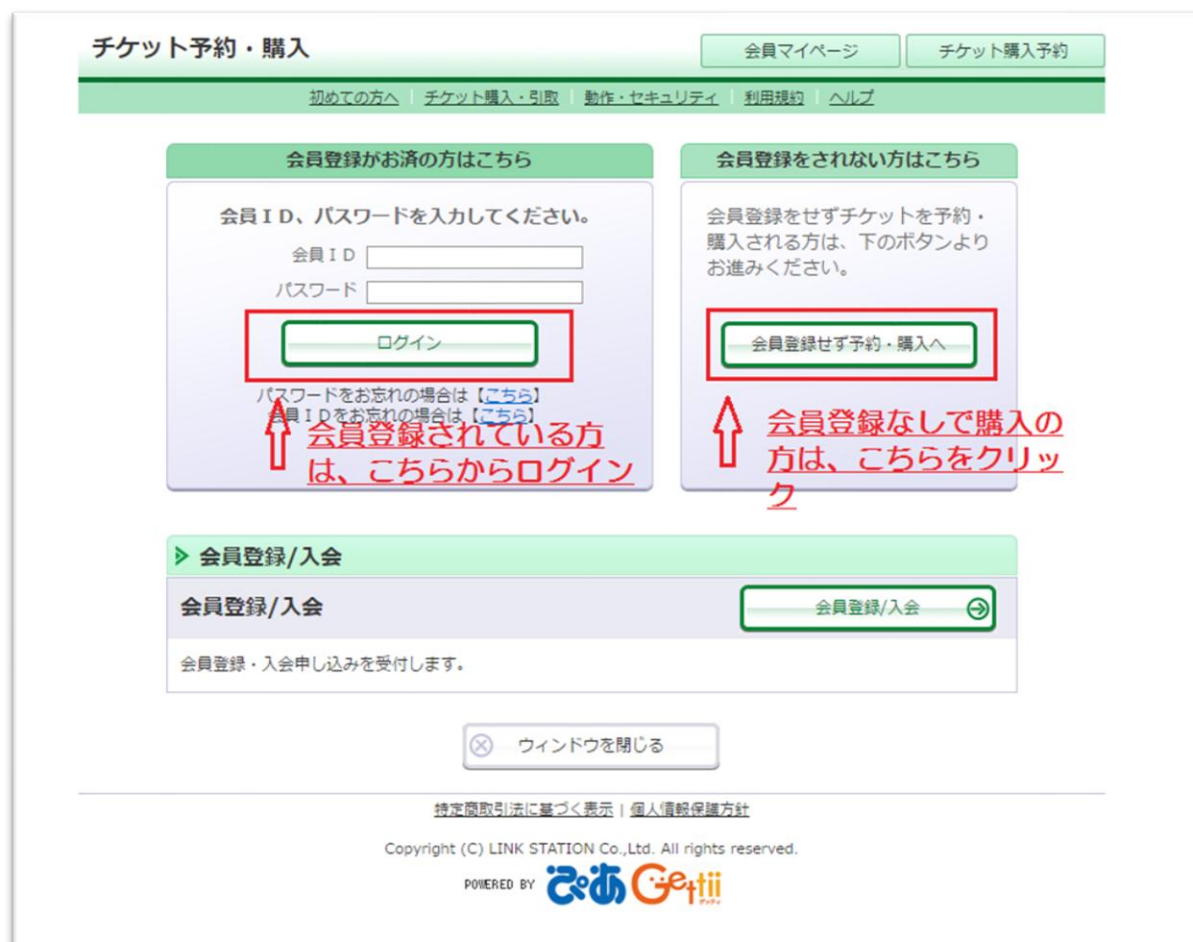 チケット予約・購入
会員マイページ
チケット購入予約
初めての方へ | チケット購入・引取 | 動作・セキュリティ | 利用規約 | ヘルプ
会員登録がお済の方はこちら
会員ＩＤ、パスワードを入力してください。
会員ＩＤ
パスワード
ログイン
パスワードをお忘れの場合は【こちら】
会員ＩＤをお忘れの場合は【こちら】
会員登録されている方
は、こちらからログイン
会員登録をされない方はこちら
会員登録をせずチケットを予約・
購入される方は、下のボタンより
お進みください。
会員登録せず予約・購入へ
会員登録なしで購入の
方は、こちらをクリッ
ク
会員登録/入会
会員登録/入会
会員登録/入会
会員登録・入会申し込みを受付します。
ウィンドウを閉じる
特定商取引法に基づく表示 | 個人情報保護方針
Copyright (C) LINK STATION Co.,Ltd. All rights reserved.
POWERED BY ぴあ Gettii
ゲッティ